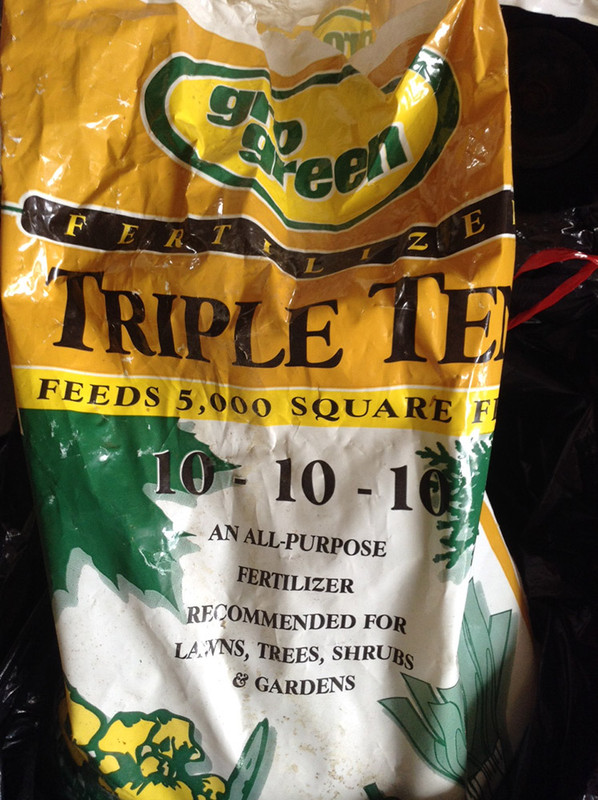 gro
green
FERTILIZE
TRIPLE TE
FEEDS 5,000 SQUARE F
10 - 10 - 10
AN ALL-PURPOSE
FERTILIZER
RECOMMENDED FOR
LAWNS, TREES, SHRUBS
& GARDENS